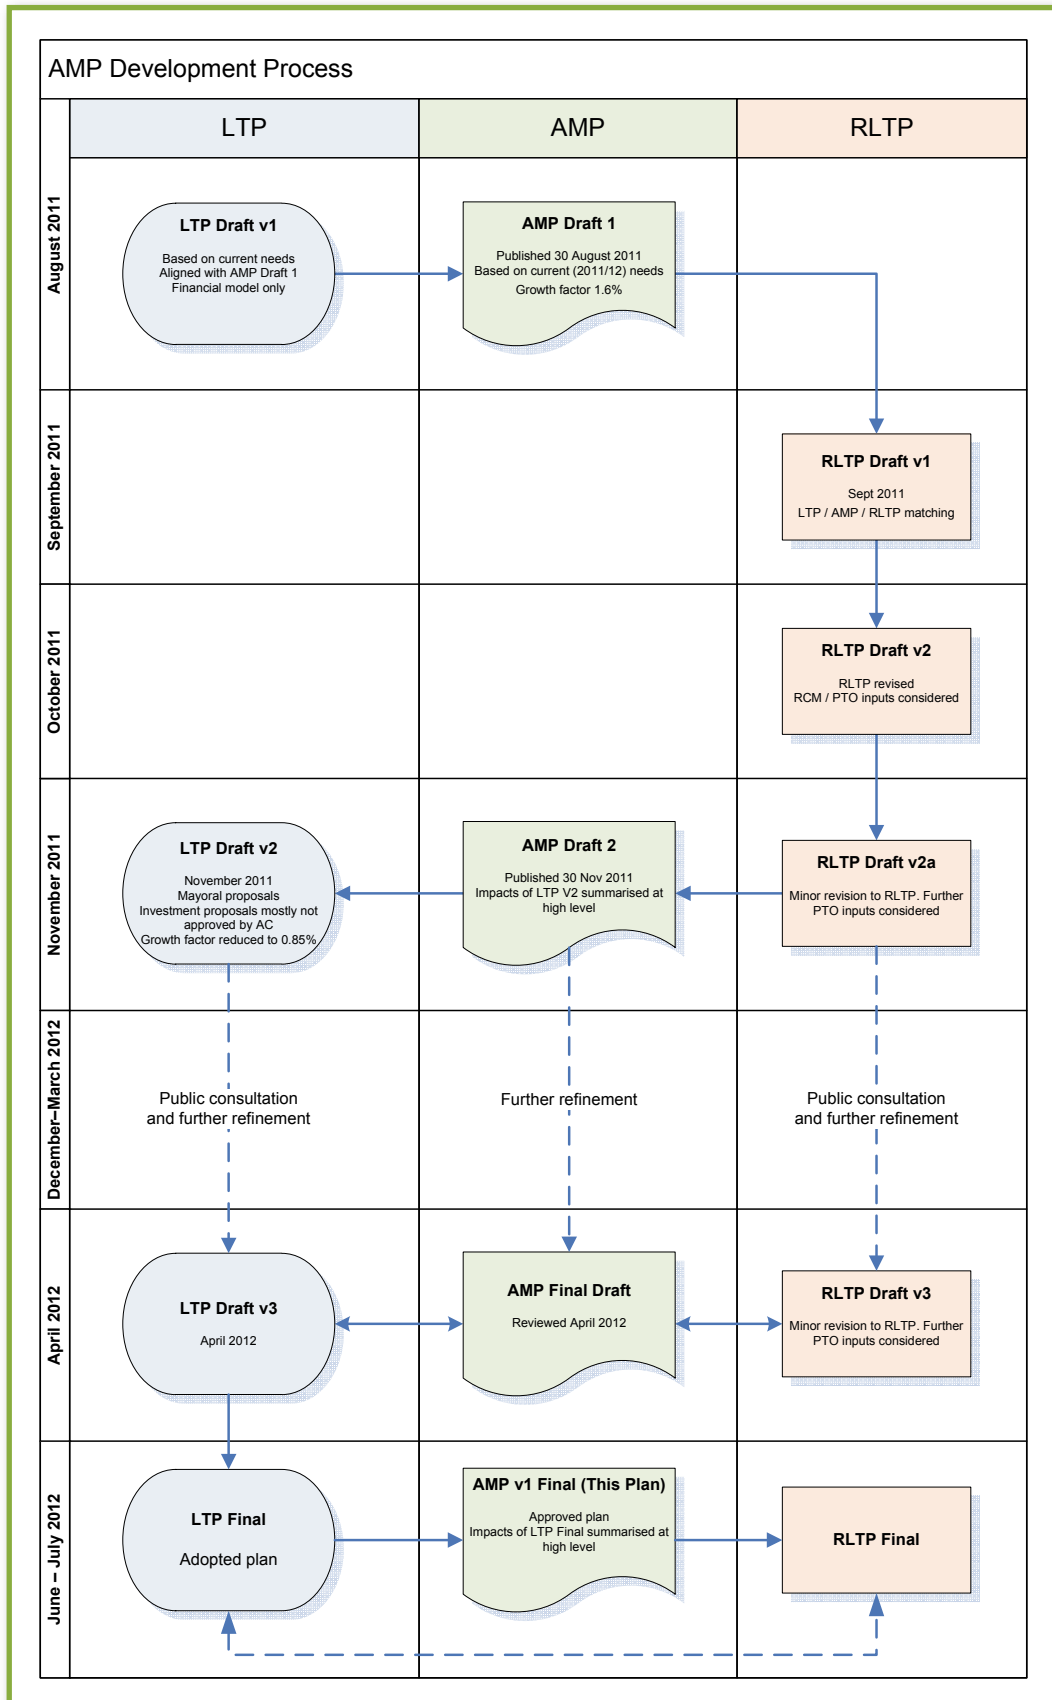 AMP Development Process
LTP
AMP
RLTP
August 2011
LTP Draft v1
Based on current needs
Aligned with AMP Draft 1
Financial model only
AMP Draft 1
Published 30 August 2011
Based on current (2011/12) needs
Growth factor 1.6%
September 2011
RLTP Draft v1
Sept 2011
LTP / AMP / RLTP matching
October 2011
RLTP Draft v2
RLTP revised
RCM / PTO inputs considered
November 2011
LTP Draft v2
November 2011
Mayoral proposals
Investment proposals mostly not
approved by AC
Growth factor reduced to 0.85%
AMP Draft 2
Published 30 Nov 2011
Impacts of LTP V2 summarised at
high level
RLTP Draft v2a
Minor revision to RLTP. Further
PTO inputs considered
December–March 2012
Public consultation
and further refinement
Further refinement
Public consultation
and further refinement
April 2012
LTP Draft v3
April 2012
AMP Final Draft
Reviewed April 2012
RLTP Draft v3
Minor revision to RLTP. Further
PTO inputs considered
June – July 2012
LTP Final
Adopted plan
AMP v1 Final (This Plan)
Approved plan
Impacts of LTP Final summarised at
high level
RLTP Final